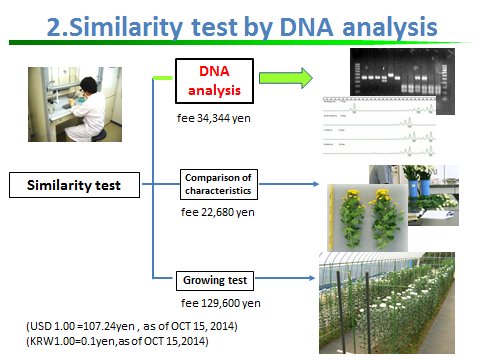 2.Similarity test by DNA analysis
DNA
analysis
fee 34,344 yen
Similarity test
Comparison of
characteristics
fee 22,680 yen
Growing test
fee 129,600 yen
(USD 1.00 =107.24yen , as of OCT 15, 2014)
(KRW1.00=0.1yen,as of OCT 15,2014)